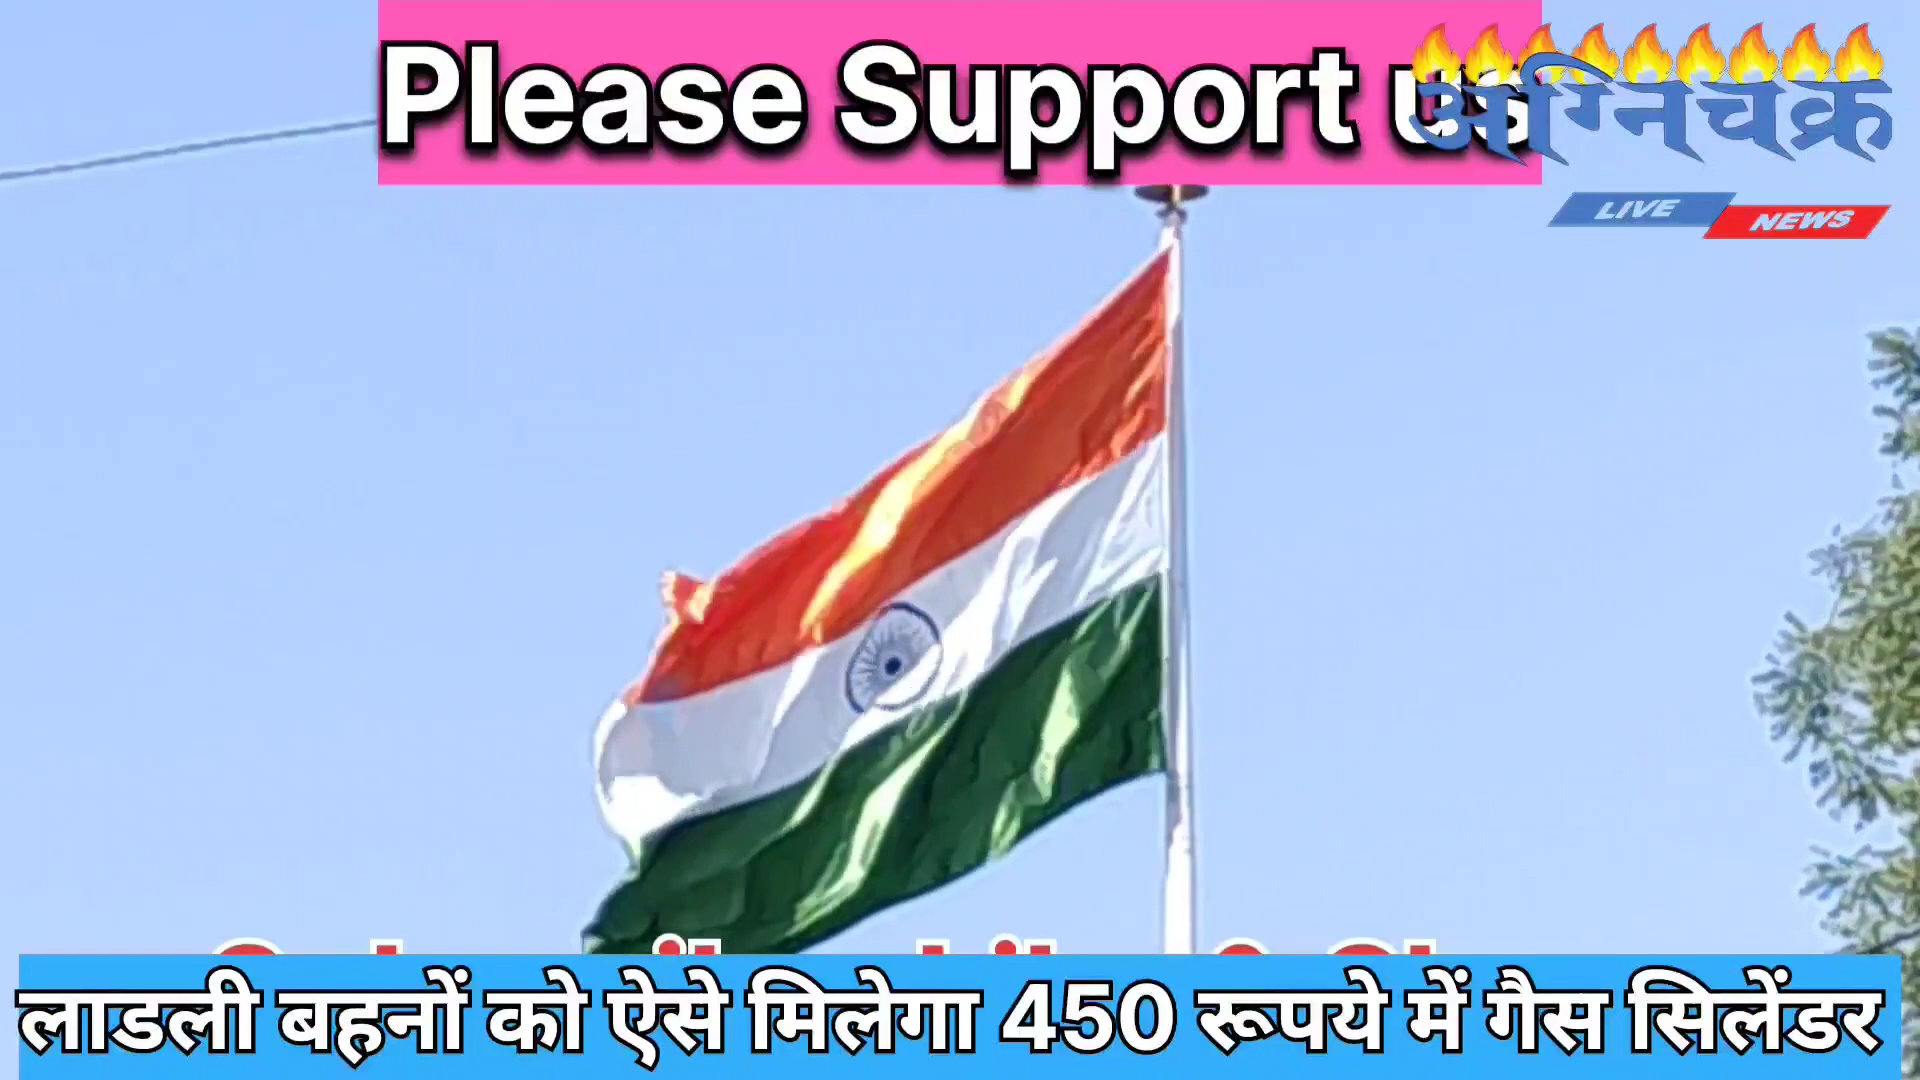 Please Support us
अग्निचक्र
LIVE NEWS
लाडली बहनों को ऐसे मिलेगा 450 रूपये में गैस सिलेंडर